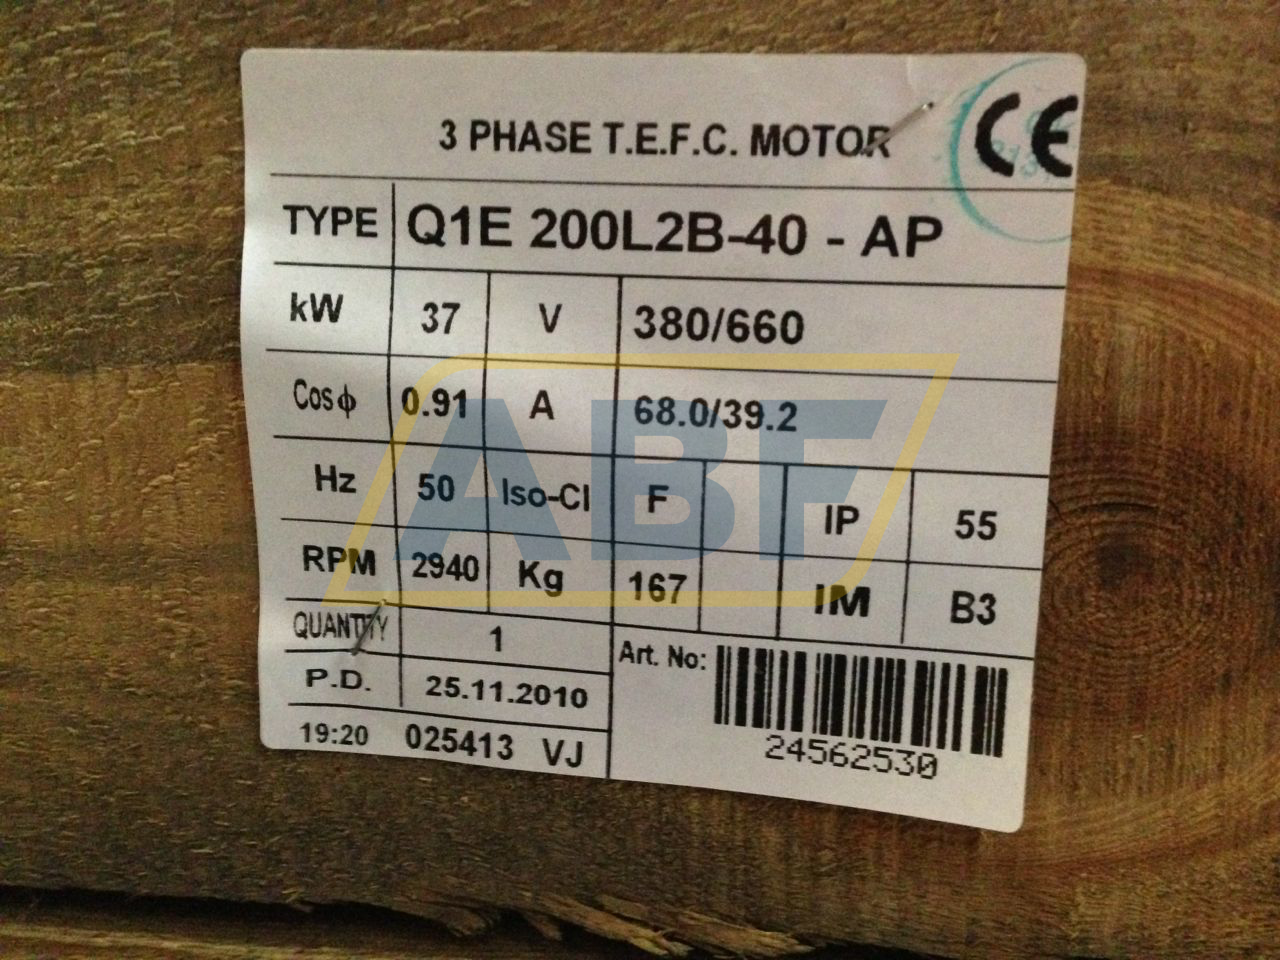 3 PHASE T.E.F.C. MOTOR CE
TYPE Q1E 200L2B-40 - AP
kW 37 V 380/660
Cosϕ 0.91 A 68.0/39.2
Hz 50 Iso-Cl F IP 55
RPM 2940 Kg 167 IM B3
QUANTITY 1
Art. No:
P.D. 25.11.2010
19:20 025413 VJ
24562530
ABF